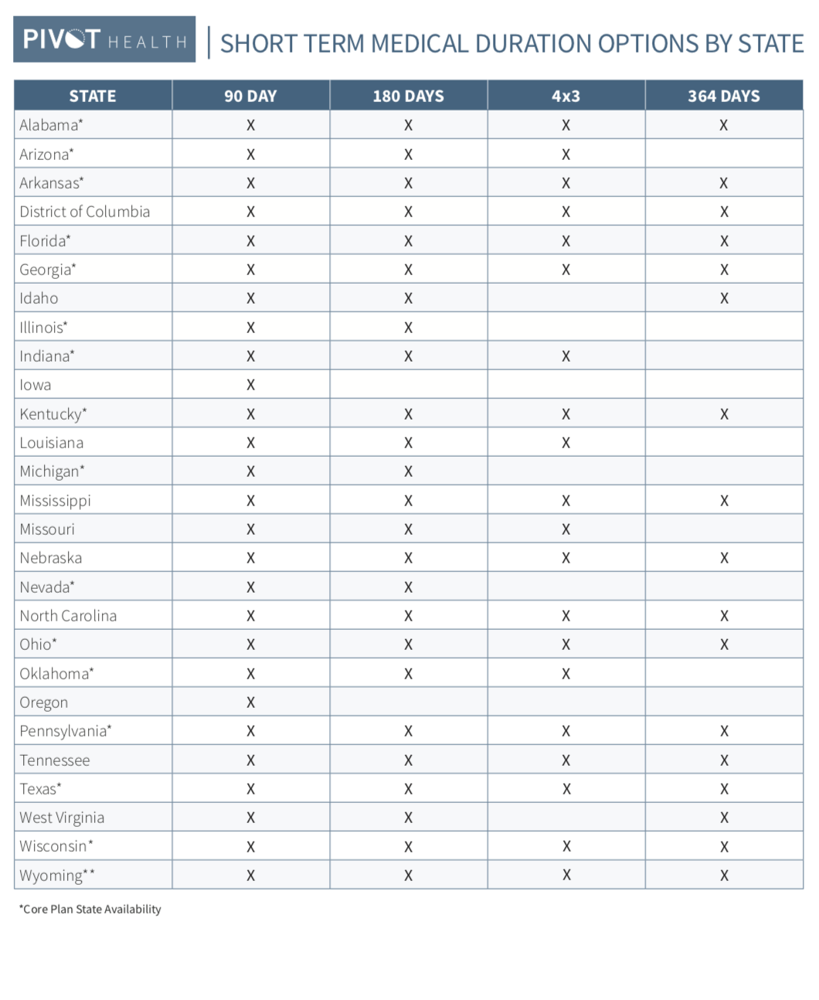 PIVOT HEALTH | SHORT TERM MEDICAL DURATION OPTIONS BY STATE
STATE 90 DAY 180 DAYS 4x3 364 DAYS
Alabama* X X X X
Arizona* X X X
Arkansas* X X X X
District of Columbia X X X X
Florida* X X X X
Georgia* X X X X
Idaho X X X
Illinois* X X
Indiana* X X X
Iowa X
Kentucky* X X X X
Louisiana X X X
Michigan* X X
Mississippi X X X X
Missouri X X X
Nebraska X X X X
Nevada* X X
North Carolina X X X X
Ohio* X X X X
Oklahoma* X X X
Oregon X
Pennsylvania* X X X X
Tennessee X X X X
Texas* X X X X
West Virginia X X X
Wisconsin* X X X X
Wyoming** X X X X
*Core Plan State Availability